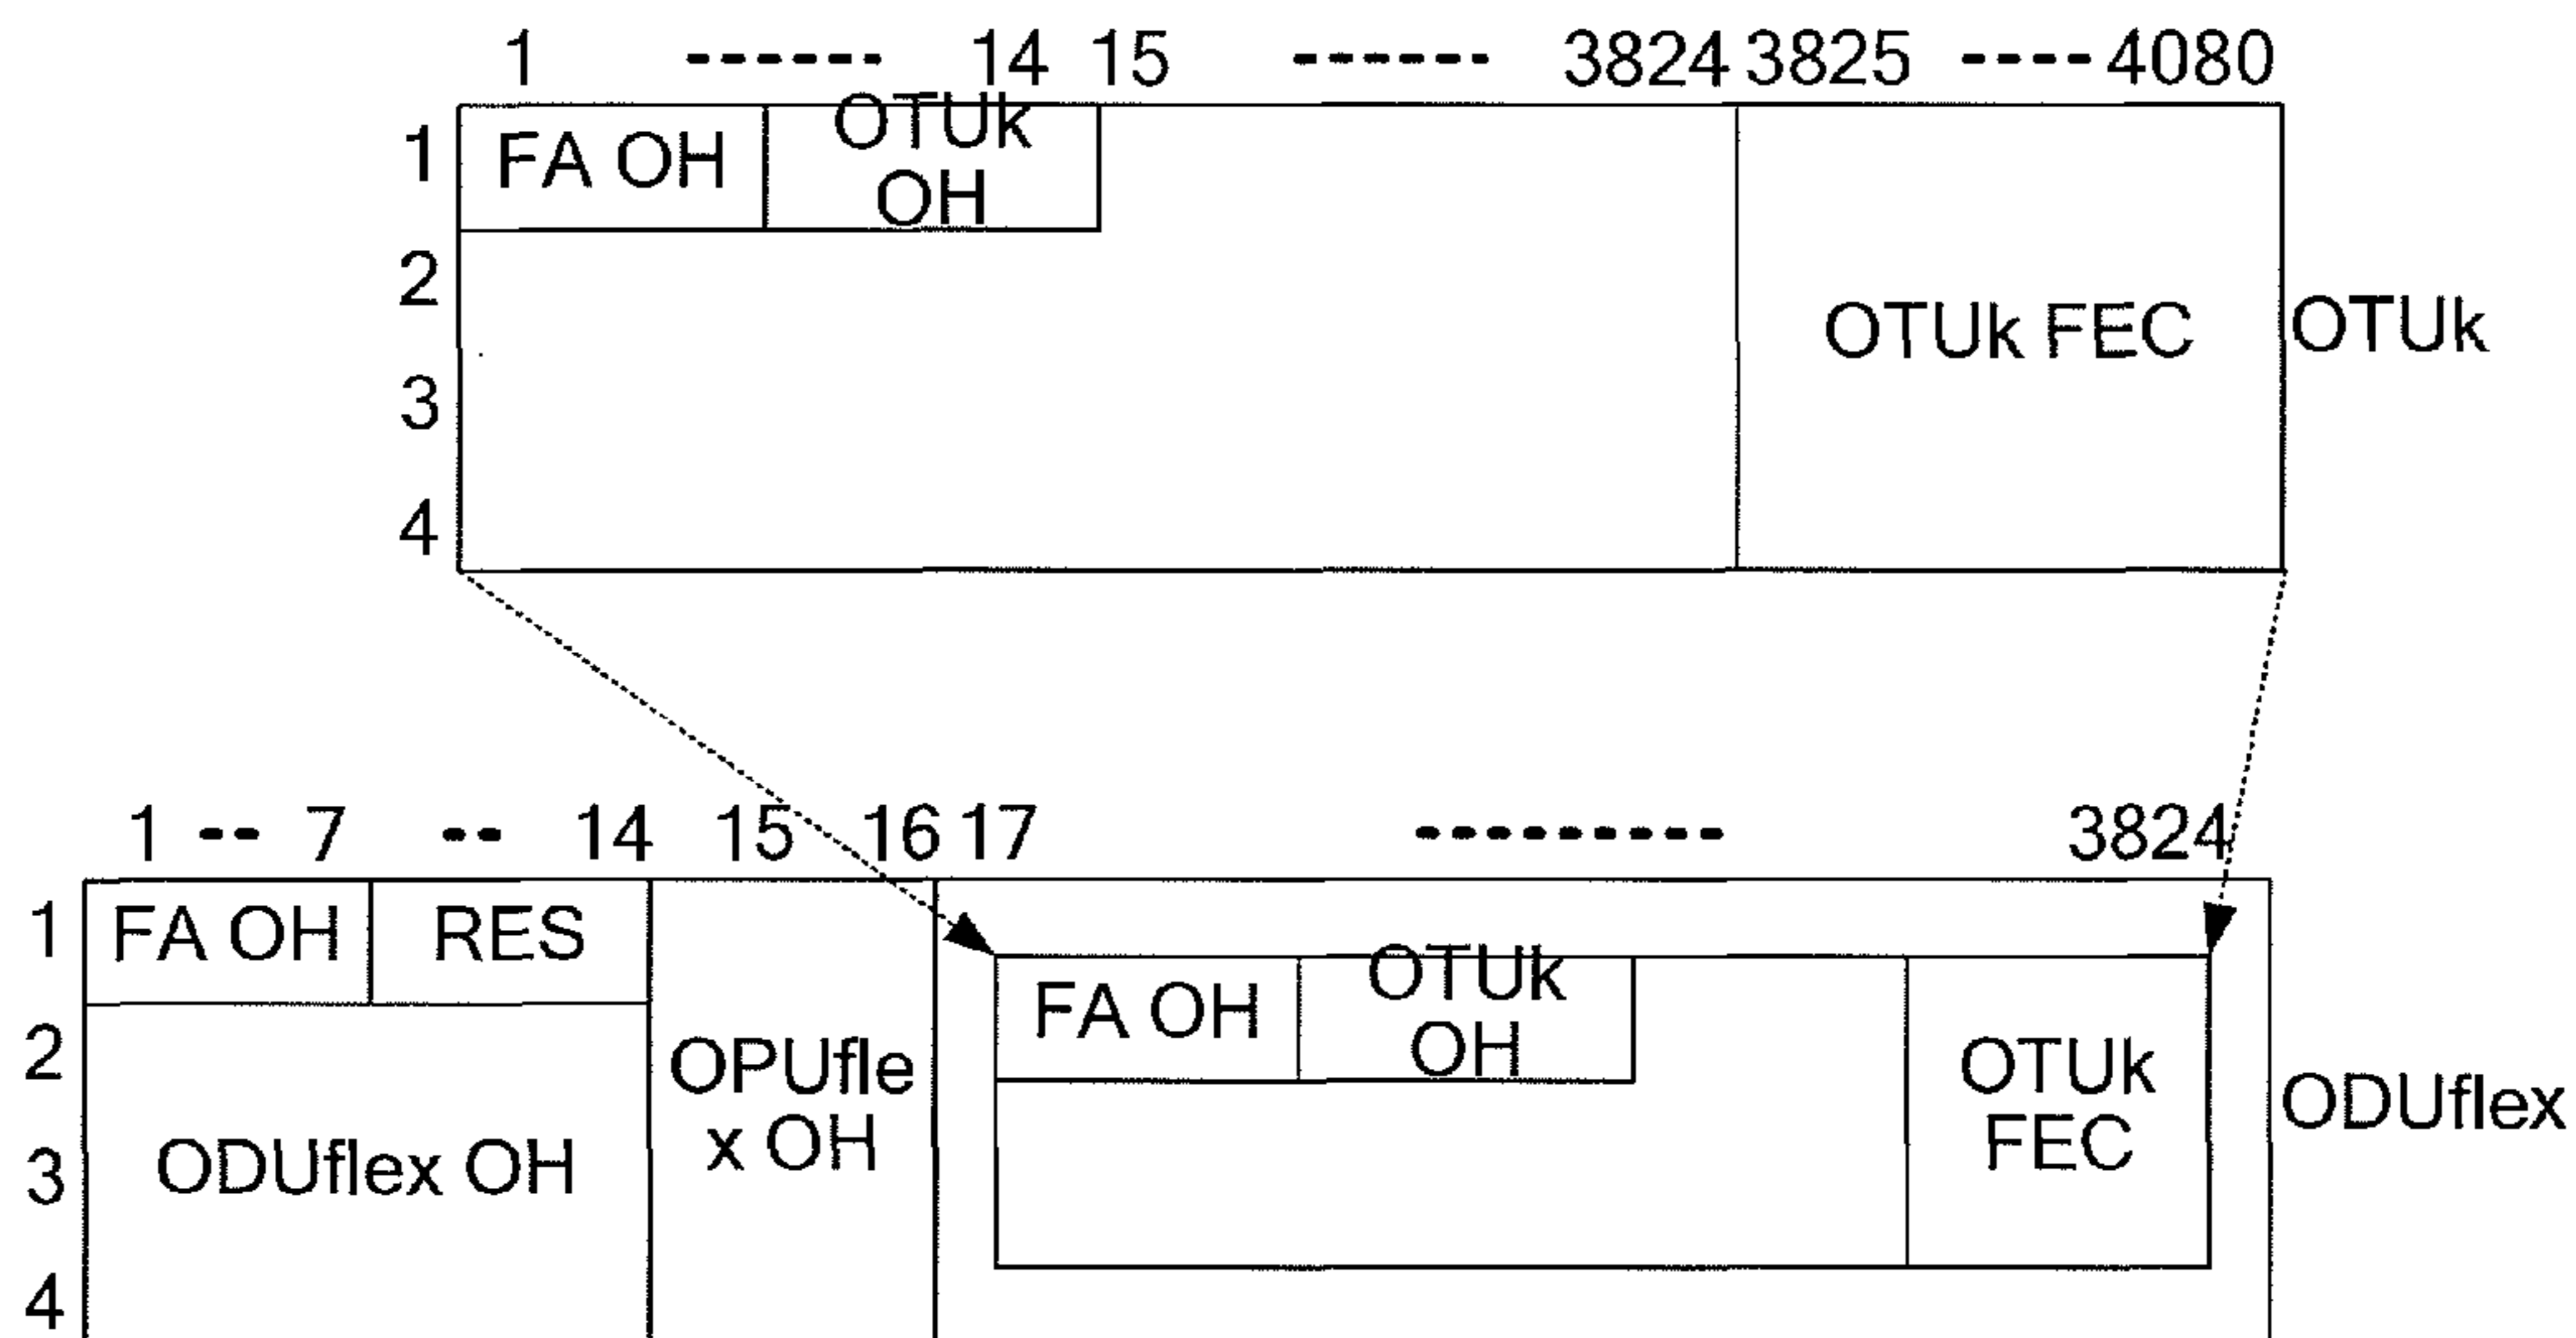 1 ------ 14 15 ------ 3824 3825 ---- 4080
1 FA OH OTUk
OH
2
OTUk FEC OTUk
3
4
1 -- 7 -- 14 15 16 17 --------- 3824
1 FA OH RES
FA OH OTUk
OH
2
OPUfle
x OH
OTUk
FEC
ODUflex
3 ODUflex OH
4